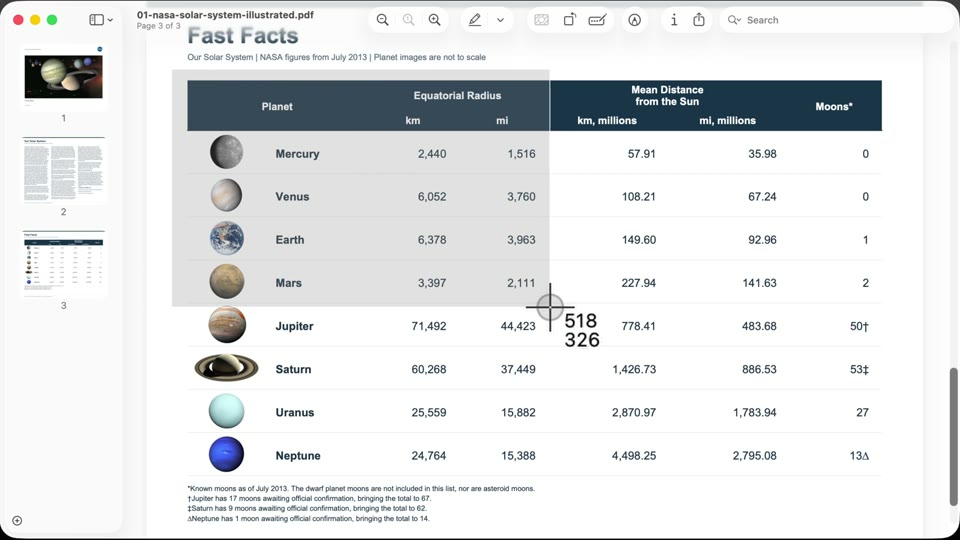 01-nasa-solar-system-illustrated.pdf
Page 3 of 3
Search
1
2
3
Fast Facts
Our Solar System | NASA figures from July 2013 | Planet images are not to scale
Planet Equatorial Radius Mean Distance from the Sun Moons*
km mi km, millions mi, millions
Mercury 2,440 1,516 57.91 35.98 0
Venus 6,052 3,760 108.21 67.24 0
Earth 6,378 3,963 149.60 92.96 1
Mars 3,397 2,111 227.94 141.63 2
518
326
Jupiter 71,492 44,423 778.41 483.68 50†
Saturn 60,268 37,449 1,426.73 886.53 53‡
Uranus 25,559 15,882 2,870.97 1,783.94 27
Neptune 24,764 15,388 4,498.25 2,795.08 13Δ
*Known moons as of July 2013. The dwarf planet moons are not included in this list, nor are asteroid moons.
†Jupiter has 17 moons awaiting official confirmation, bringing the total to 67.
‡Saturn has 9 moons awaiting official confirmation, bringing the total to 62.
ΔNeptune has 1 moon awaiting official confirmation, bringing the total to 14.